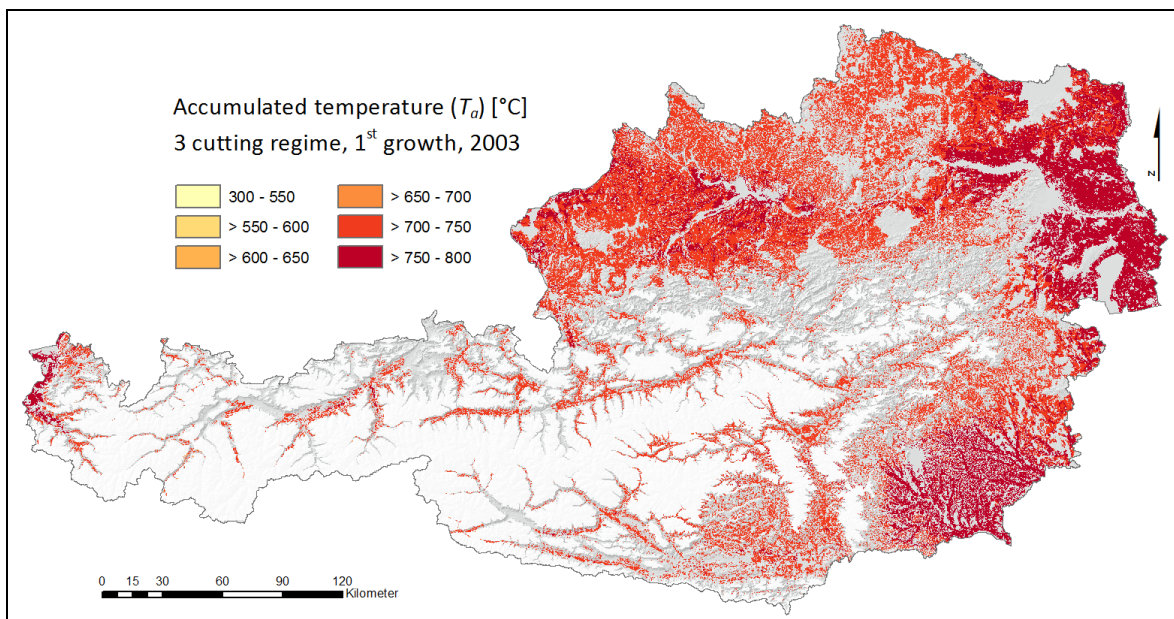 Accumulated temperature (Ta) [°C]
3 cutting regime, 1st growth, 2003
300 - 550
> 550 - 600
> 600 - 650
> 650 - 700
> 700 - 750
> 750 - 800
N
0 15 30 60 90 120
Kilometer